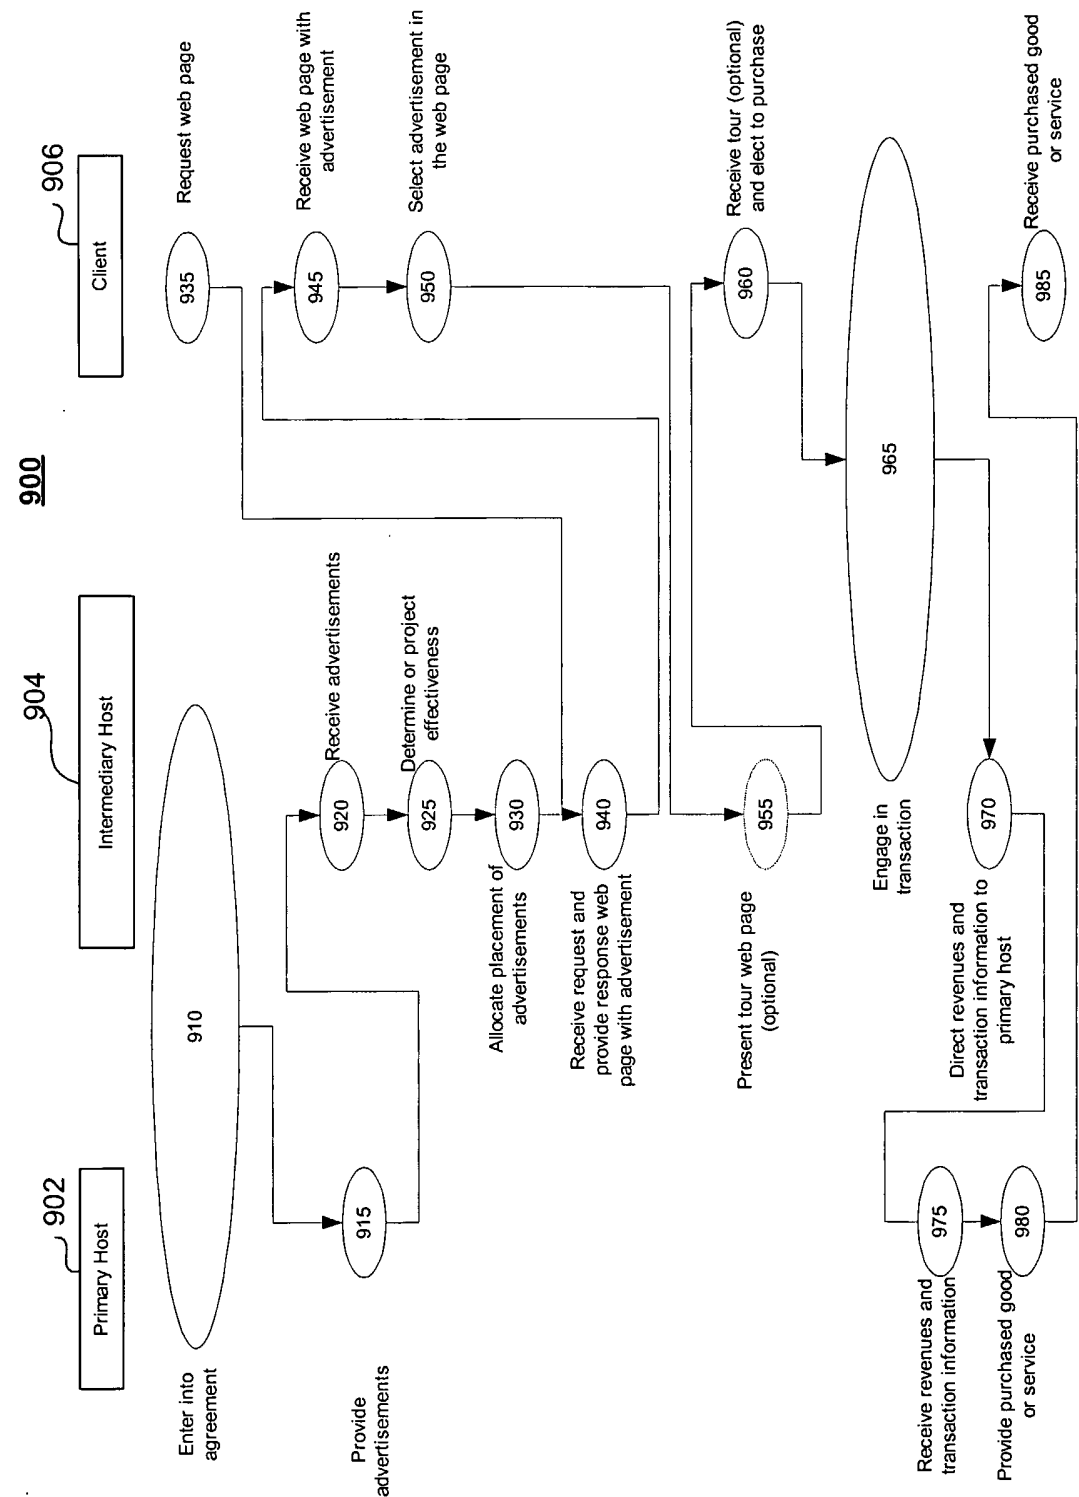 900
902
904
906
Primary Host
Intermediary Host
Client
Enter into
agreement
910
935
Request web page
Provide
advertisements
915
920
Receive advertisements
945
Receive web page with
advertisement
925
Determine or project
effectiveness
950
Select advertisement in
the web page
Allocate placement of
advertisements
930
Receive request and
provide response web
page with advertisement
940
Present tour web page
(optional)
955
960
Receive tour (optional)
and elect to purchase
Engage in
transaction
965
Direct revenues and
transaction information to
primary host
970
Receive revenues and
transaction information
975
Provide purchased good
or service
980
985
Receive purchased good
or service